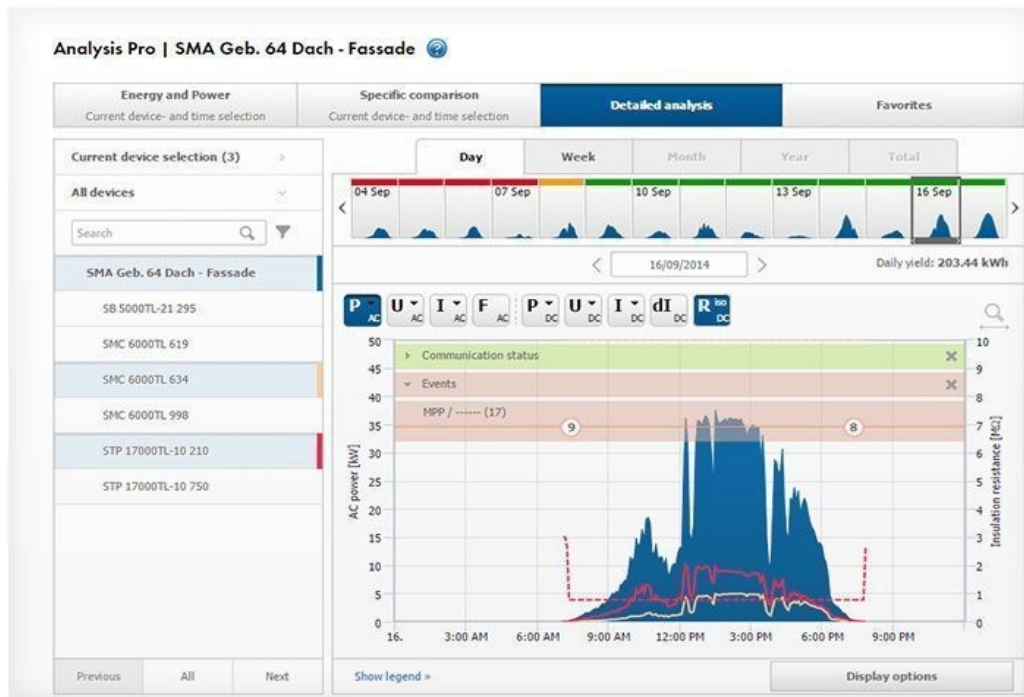 Analysis Pro | SMA Geb. 64 Dach - Fassade ?
Energy and Power
Current device- and time selection
Specific comparison
Current device- and time selection
Detailed analysis
Favorites
Current device selection (3)
All devices
Search
SMA Geb. 64 Dach - Fassade
SB 5000TL-21 295
SMC 6000TL 619
SMC 6000TL 634
SMC 6000TL 998
STP 17000TL-10 210
STP 17000TL-10 750
Previous All Next
Day Week Month Year Total
04 Sep 07 Sep 10 Sep 13 Sep 16 Sep
16/09/2014
Daily yield: 203.44 kWh
P AC U AC I AC F AC P DC U DC I DC dI DC R iso DC
Communication status
Events
MPP / ------ (17)
9 8
AC power [kW]
50
45
40
35
30
25
20
15
10
5
0
Insulation resistance [MΩ]
10
9
8
7
6
5
4
3
2
1
0
16. 3:00 AM 6:00 AM 9:00 AM 12:00 PM 3:00 PM 6:00 PM 9:00 PM
Show legend »
Display options